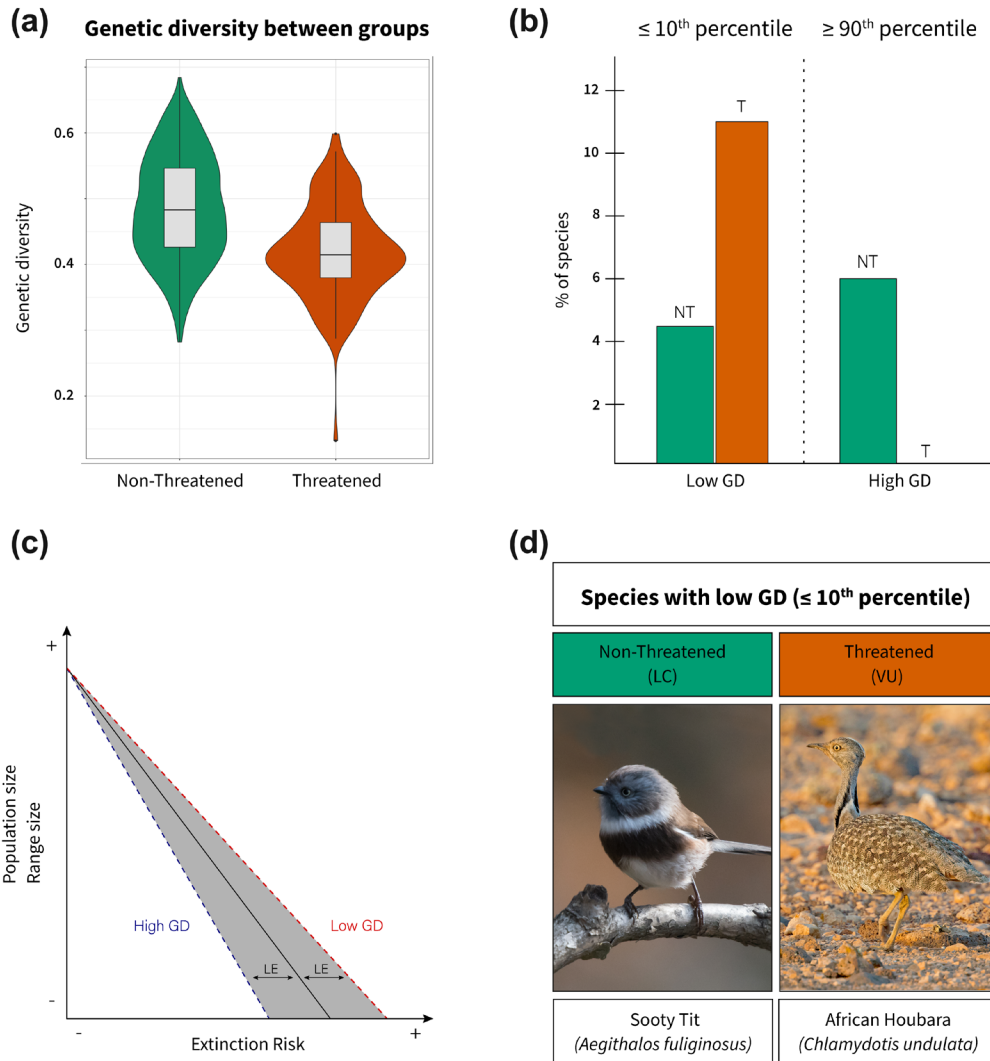 (a)
Genetic diversity between groups
Genetic diversity
0.6
0.4
0.2
Non-Threatened
Threatened
(b)
≤ 10th percentile
≥ 90th percentile
% of species
12
10
8
6
4
2
NT
T
NT
T
Low GD
High GD
(c)
Population size
Range size
+
-
High GD
Low GD
LE
LE
-
+
Extinction Risk
(d)
Species with low GD (≤ 10th percentile)
Non-Threatened
(LC)
Threatened
(VU)
Sooty Tit
(Aegithalos fuliginosus)
African Houbara
(Chlamydotis undulata)